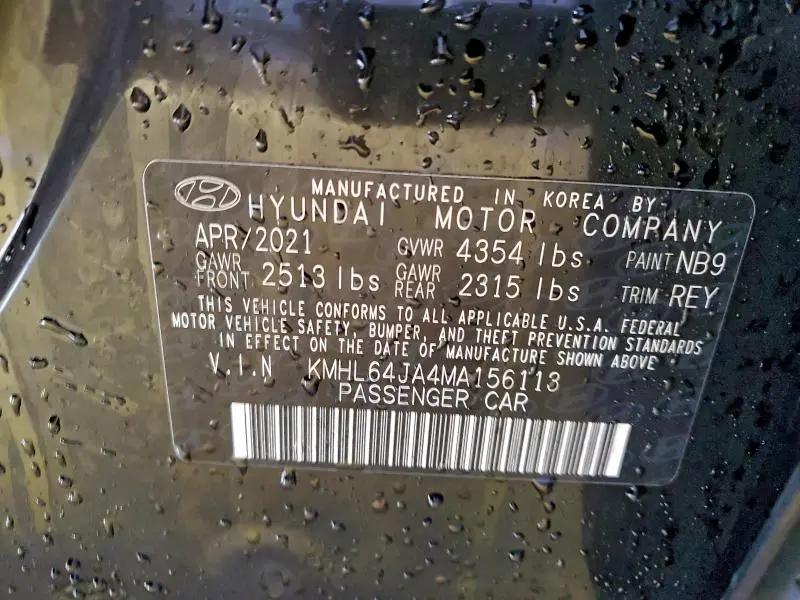 MANUFACTURED IN KOREA BY
HYUNDAI MOTOR COMPANY
APR/2021 GVWR 4354 lbs PAINT NB9
GAWR FRONT 2513 lbs GAWR REAR 2315 lbs TRIM REY
THIS VEHICLE CONFORMS TO ALL APPLICABLE U.S.A. FEDERAL
MOTOR VEHICLE SAFETY, BUMPER, AND THEFT PREVENTION STANDARDS
IN EFFECT ON THE DATE OF MANUFACTURE SHOWN ABOVE
V.I.N KMHL64JA4MA156113
PASSENGER CAR